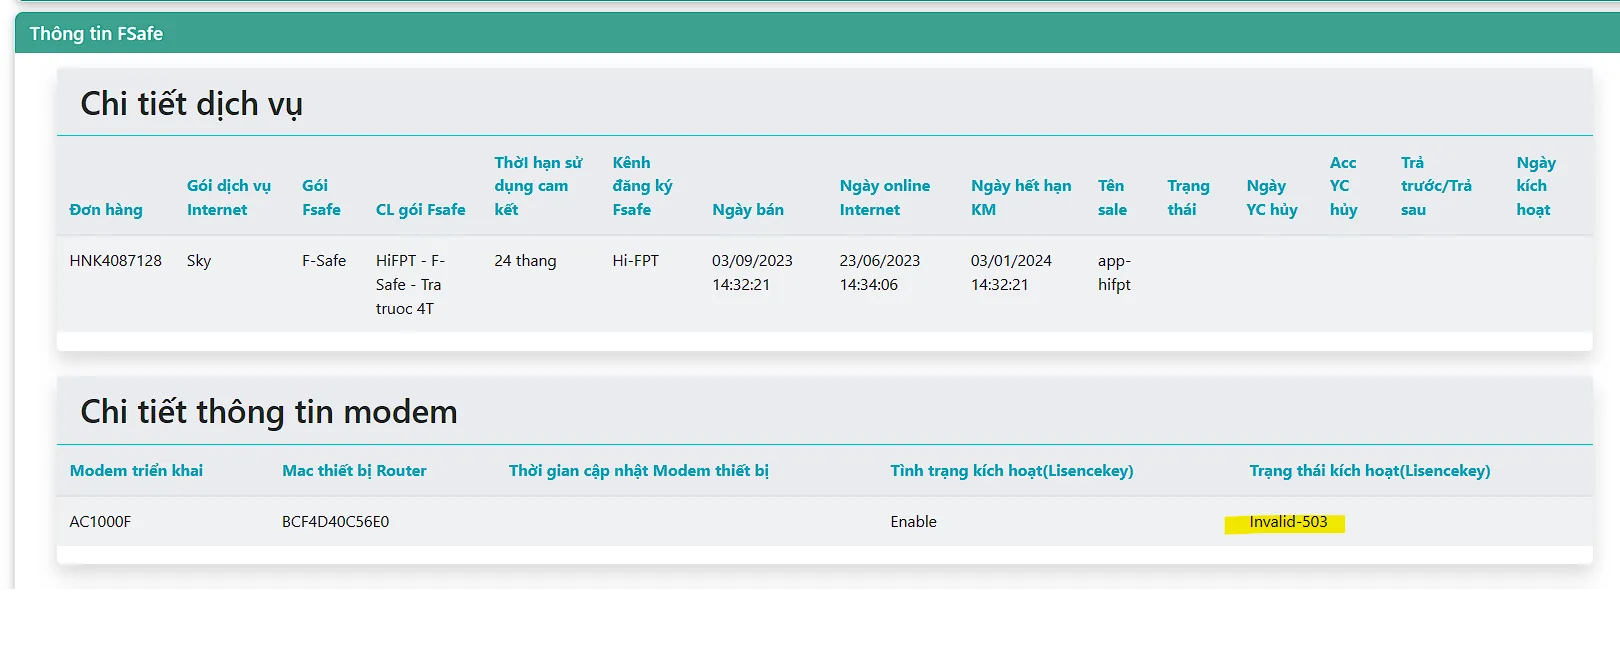 Thông tin FSafe
Chi tiết dịch vụ
Đơn hàng
Gói dịch vụ
Internet
Gói
Fsafe
CL gói Fsafe
ThờI hạn sử
dụng cam
kết
Kênh
đăng ký
Fsafe
Ngày bán
Ngày online
Internet
Ngày hết hạn
KM
Tên
sale
Trạng
thái
Ngày
YC hủy
Acc
YC
hủy
Trả
trước/Trả
sau
Ngày
kích
hoạt
HNK4087128
Sky
F-Safe
HiFPT - F-
Safe - Tra
truoc 4T
24 thang
Hi-FPT
03/09/2023
14:32:21
23/06/2023
14:34:06
03/01/2024
14:32:21
app-
hifpt
Chi tiết thông tin modem
Modem triển khai
Mac thiết bị Router
Thời gian cập nhật Modem thiết bị
Tình trạng kích hoạt(Lisencekey)
Trạng thái kích hoạt(Lisencekey)
AC1000F
BCF4D40C56E0
Enable
Invalid-503